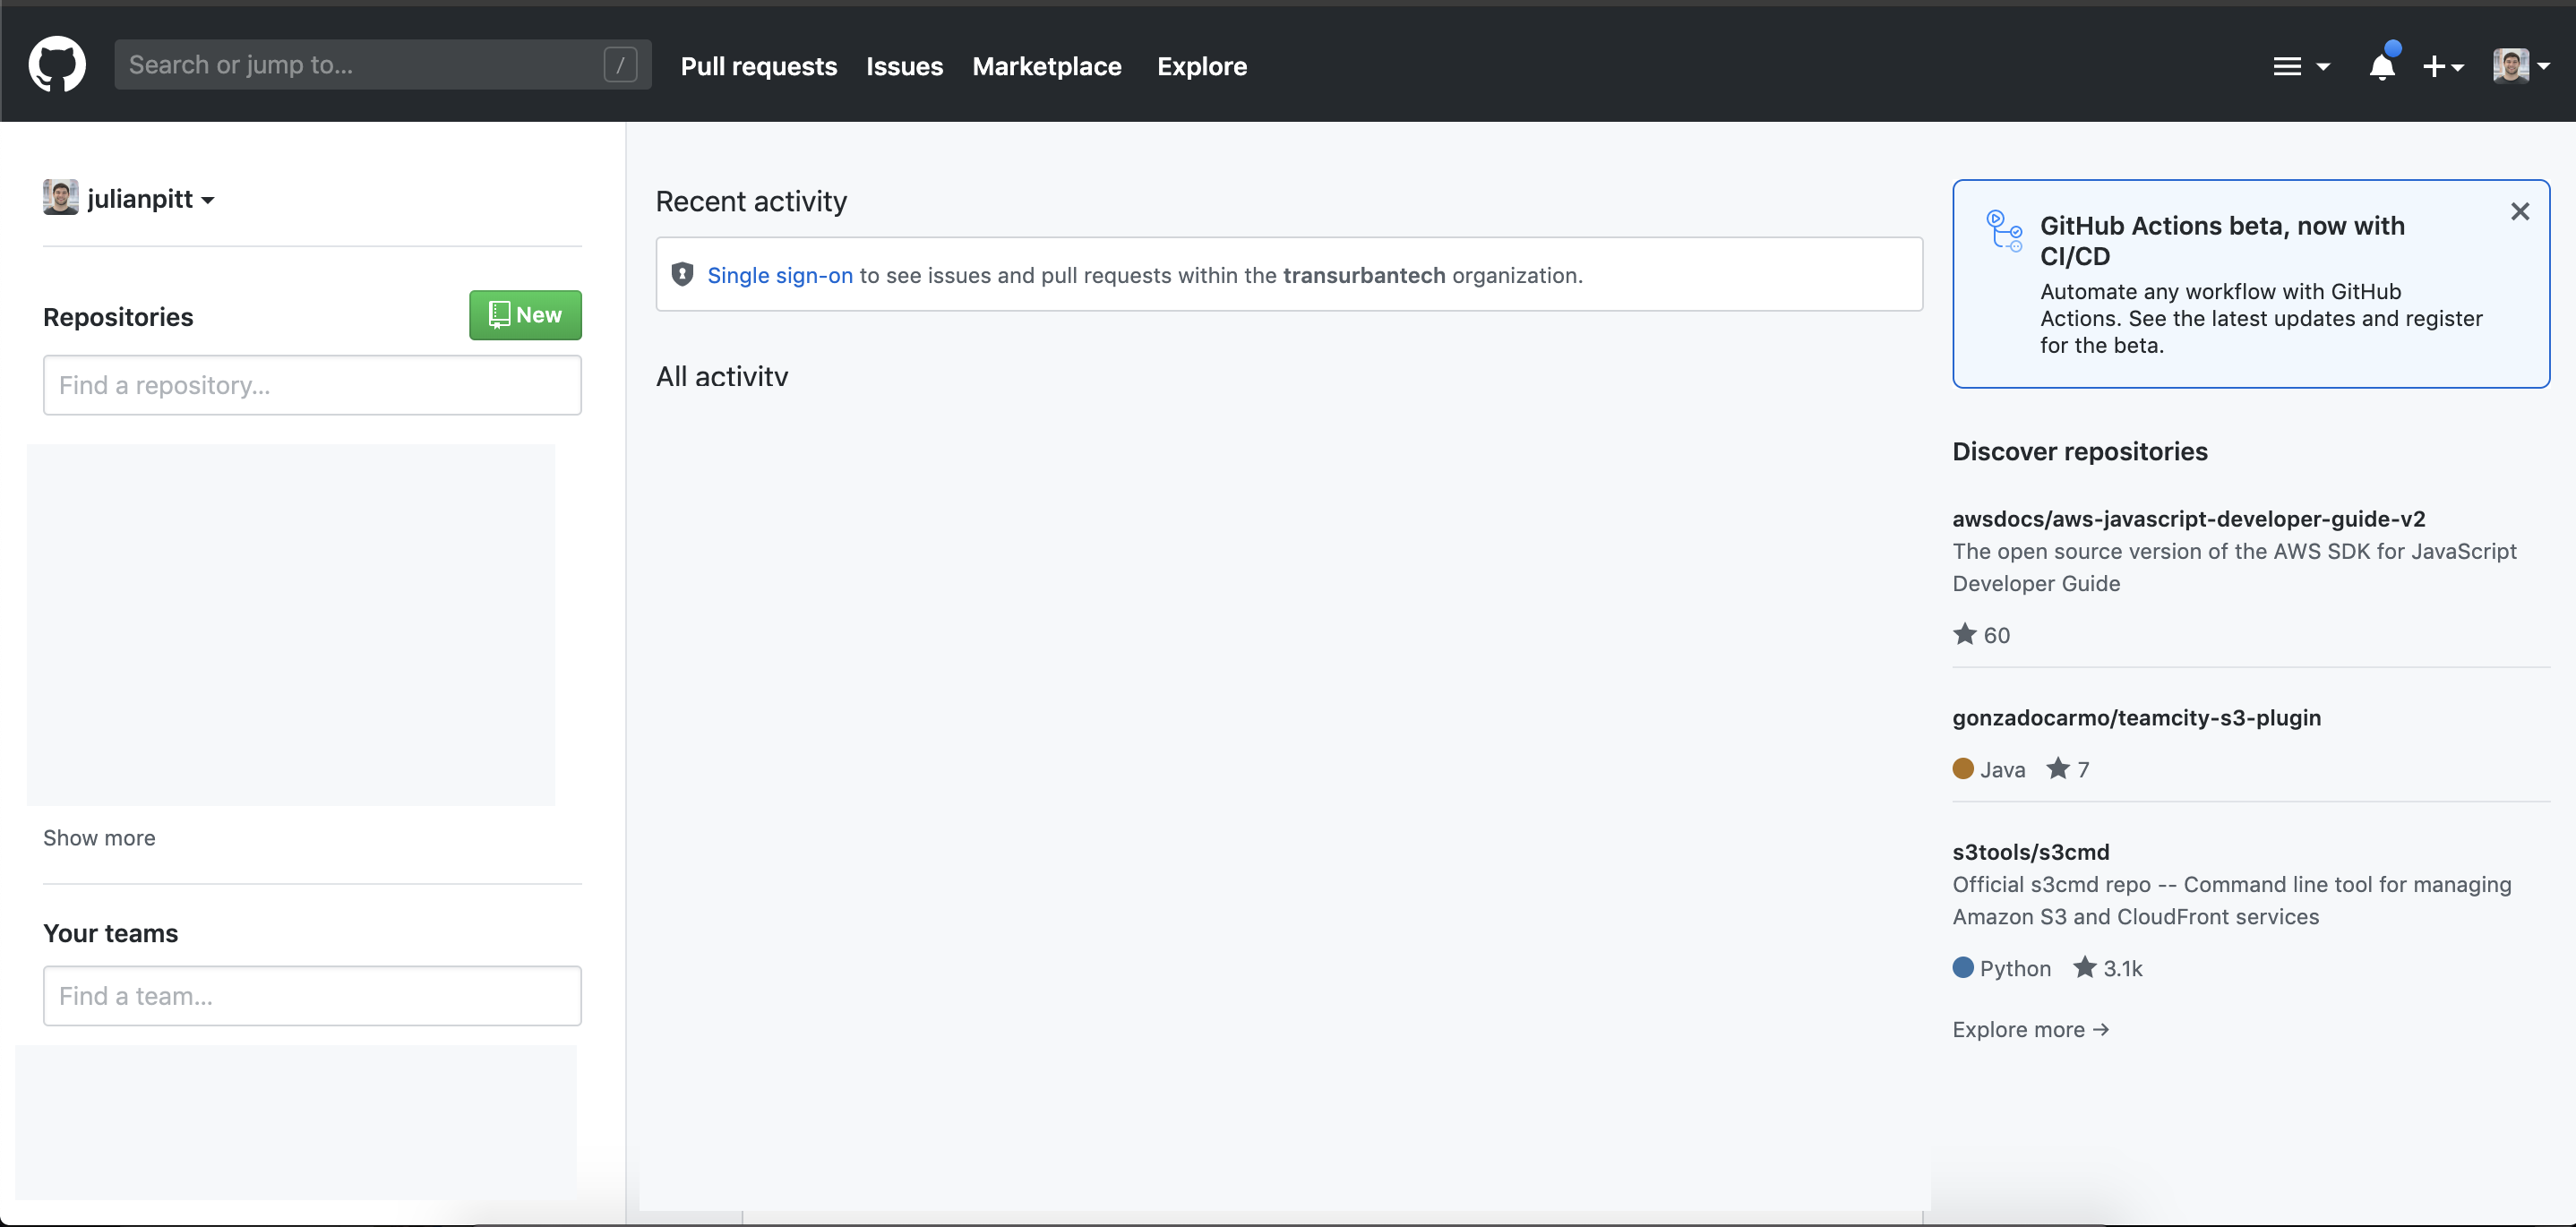 Search or jump to...
/
Pull requests
Issues
Marketplace
Explore
julianpitt
Repositories
New
Find a repository...
Show more
Your teams
Find a team...
Recent activity
Single sign-on to see issues and pull requests within the transurbantech organization.
All activity
GitHub Actions beta, now with
CI/CD
Automate any workflow with GitHub
Actions. See the latest updates and register
for the beta.
Discover repositories
awsdocs/aws-javascript-developer-guide-v2
The open source version of the AWS SDK for JavaScript
Developer Guide
60
gonzadocarmo/teamcity-s3-plugin
Java 7
s3tools/s3cmd
Official s3cmd repo -- Command line tool for managing
Amazon S3 and CloudFront services
Python 3.1k
Explore more →